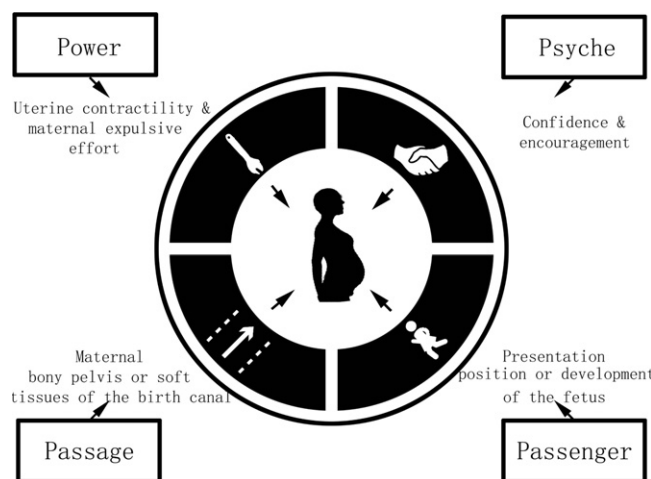 Power
Uterine contractility &
maternal expulsive
effort
Psyche
Confidence &
encouragement
Maternal
bony pelvis or soft
tissues of the birth canal
Passage
Presentation
position or development
of the fetus
Passenger